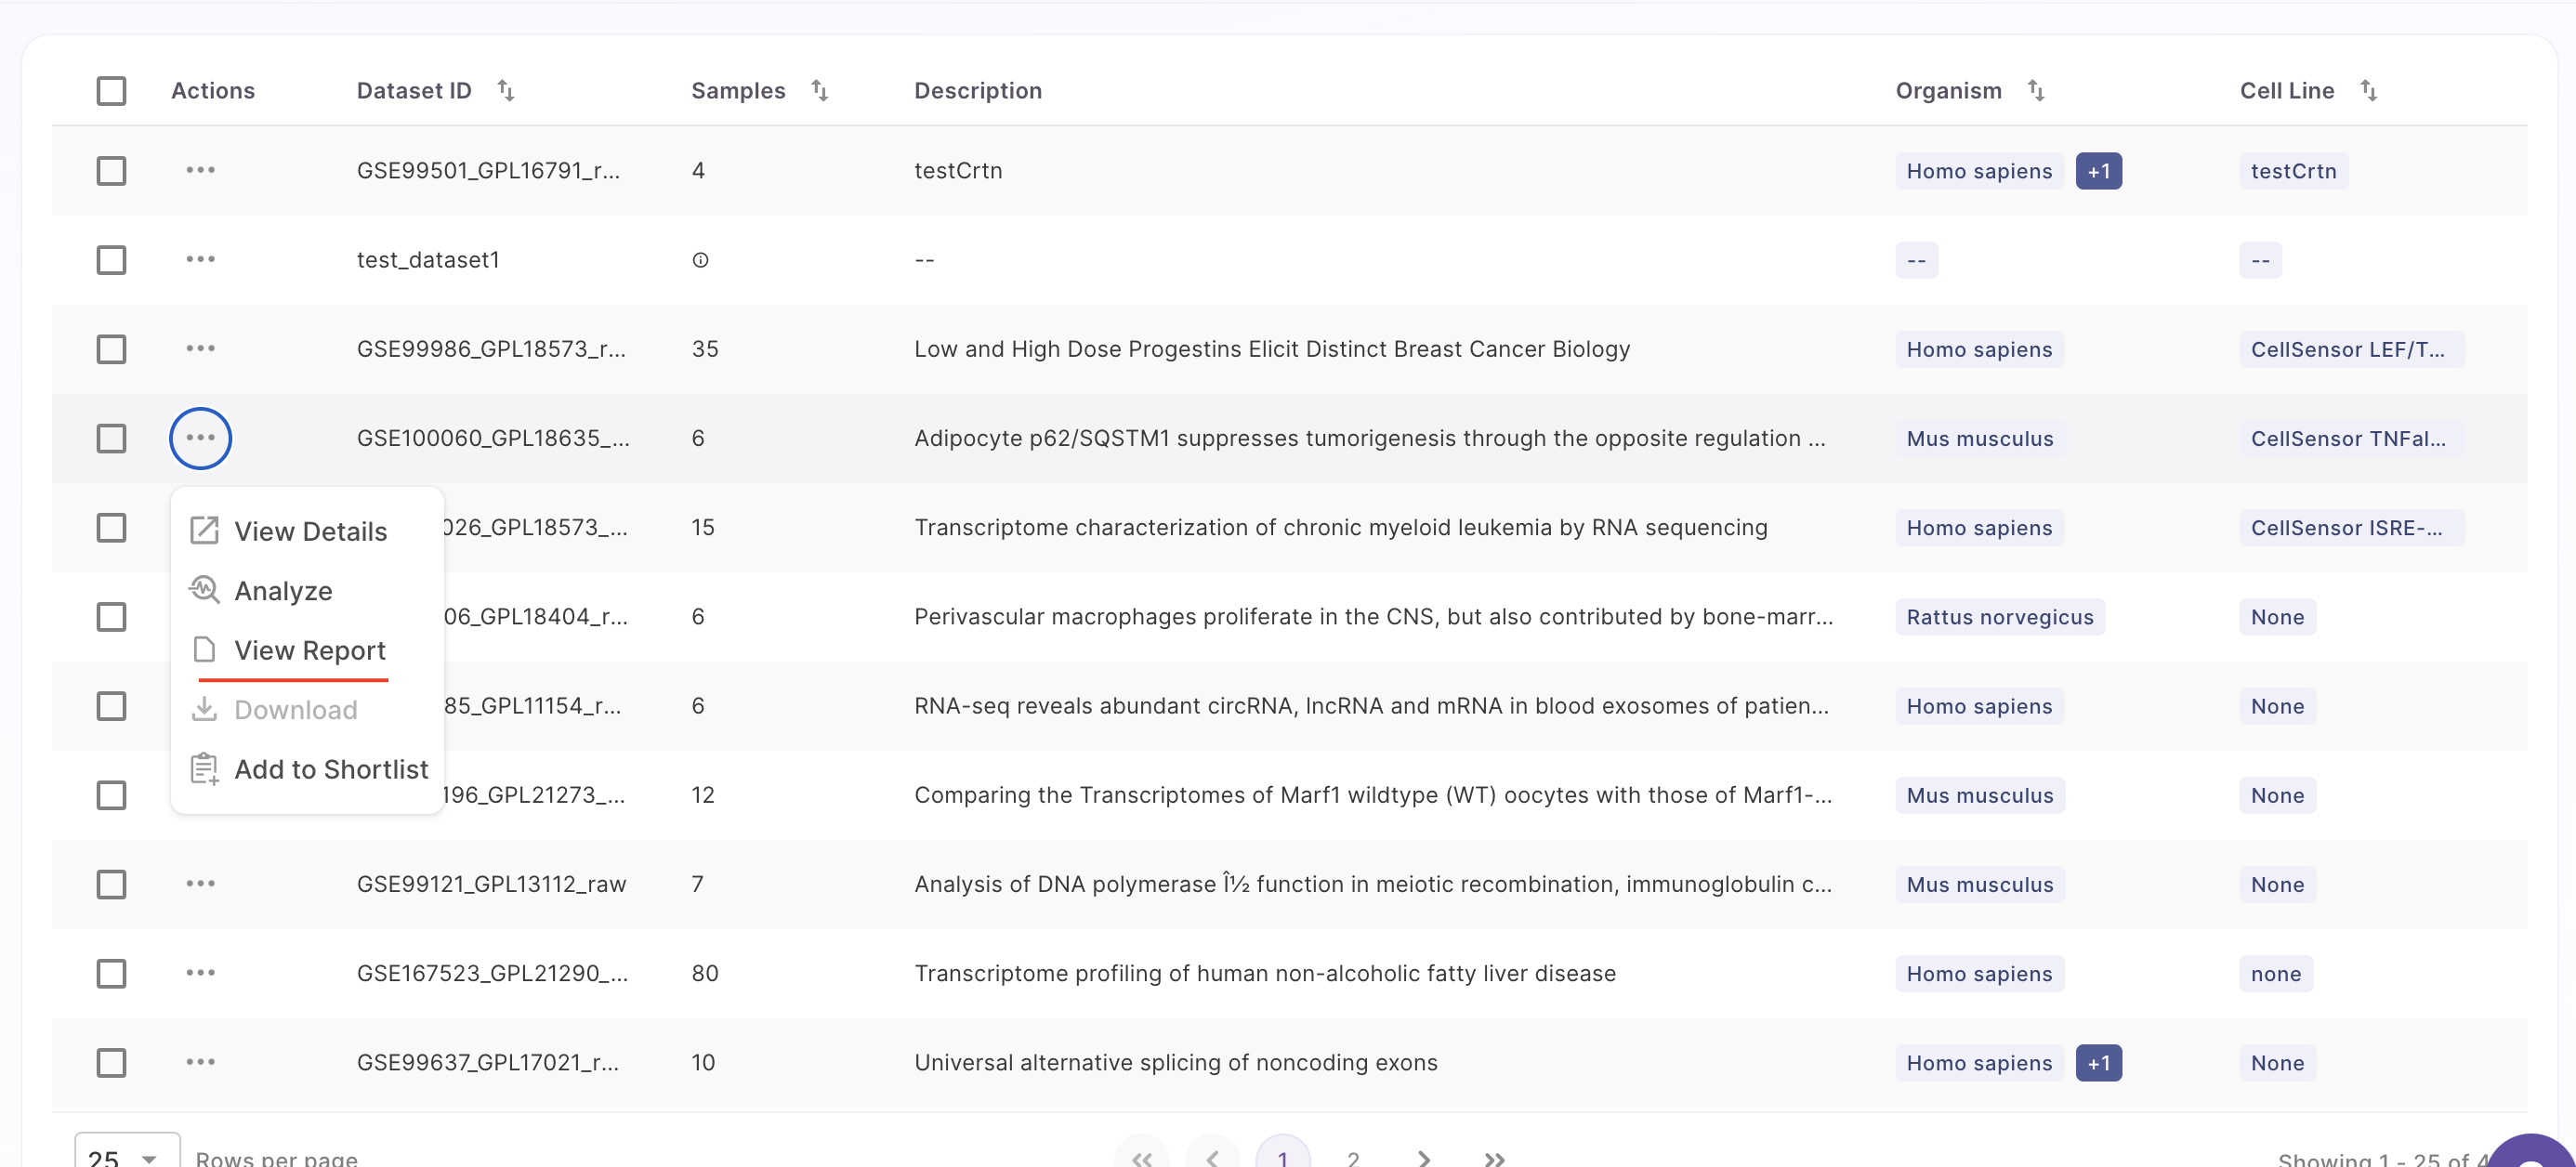 Actions Dataset ID Samples Description Organism Cell Line
GSE99501_GPL16791_r... 4 testCrtn Homo sapiens +1 testCrtn
test_dataset1 -- -- --
GSE99986_GPL18573_r... 35 Low and High Dose Progestins Elicit Distinct Breast Cancer Biology Homo sapiens CellSensor LEF/T...
GSE100060_GPL18635_... 6 Adipocyte p62/SQSTM1 suppresses tumorigenesis through the opposite regulation ... Mus musculus CellSensor TNFal...
View Details
026_GPL18573_... 15 Transcriptome characterization of chronic myeloid leukemia by RNA sequencing Homo sapiens CellSensor ISRE-...
Analyze
06_GPL18404_r... 6 Perivascular macrophages proliferate in the CNS, but also contributed by bone-marr... Rattus norvegicus None
View Report
85_GPL11154_r... 6 RNA-seq reveals abundant circRNA, lncRNA and mRNA in blood exosomes of patien... Homo sapiens None
Download
Add to Shortlist
196_GPL21273_... 12 Comparing the Transcriptomes of Marf1 wildtype (WT) oocytes with those of Marf1-... Mus musculus None
GSE99121_GPL13112_raw 7 Analysis of DNA polymerase Î½ function in meiotic recombination, immunoglobulin c... Mus musculus None
GSE167523_GPL21290_... 80 Transcriptome profiling of human non-alcoholic fatty liver disease Homo sapiens none
GSE99637_GPL17021_r... 10 Universal alternative splicing of noncoding exons Homo sapiens +1 None
25 Rows per page 1 2 Showing 1 - 25 of